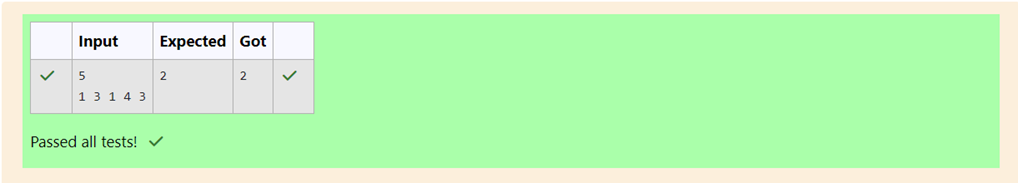 Input Expected Got
5 2 2
1 3 1 4 3
Passed all tests!